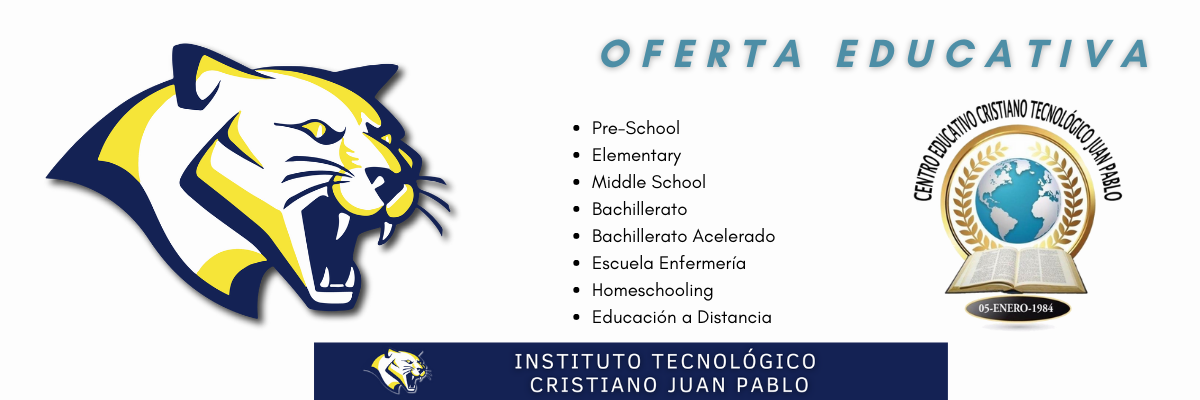 OFERTA EDUCATIVA
Pre-School
Elementary
Middle School
Bachillerato
Bachillerato Acelerado
Escuela Enfermería
Homeschooling
Educación a Distancia
CENTRO EDUCATIVO CRISTIANO TECNOLÓGICO JUAN PABLO
05-ENERO-1984
INSTITUTO TECNOLÓGICO
CRISTIANO JUAN PABLO